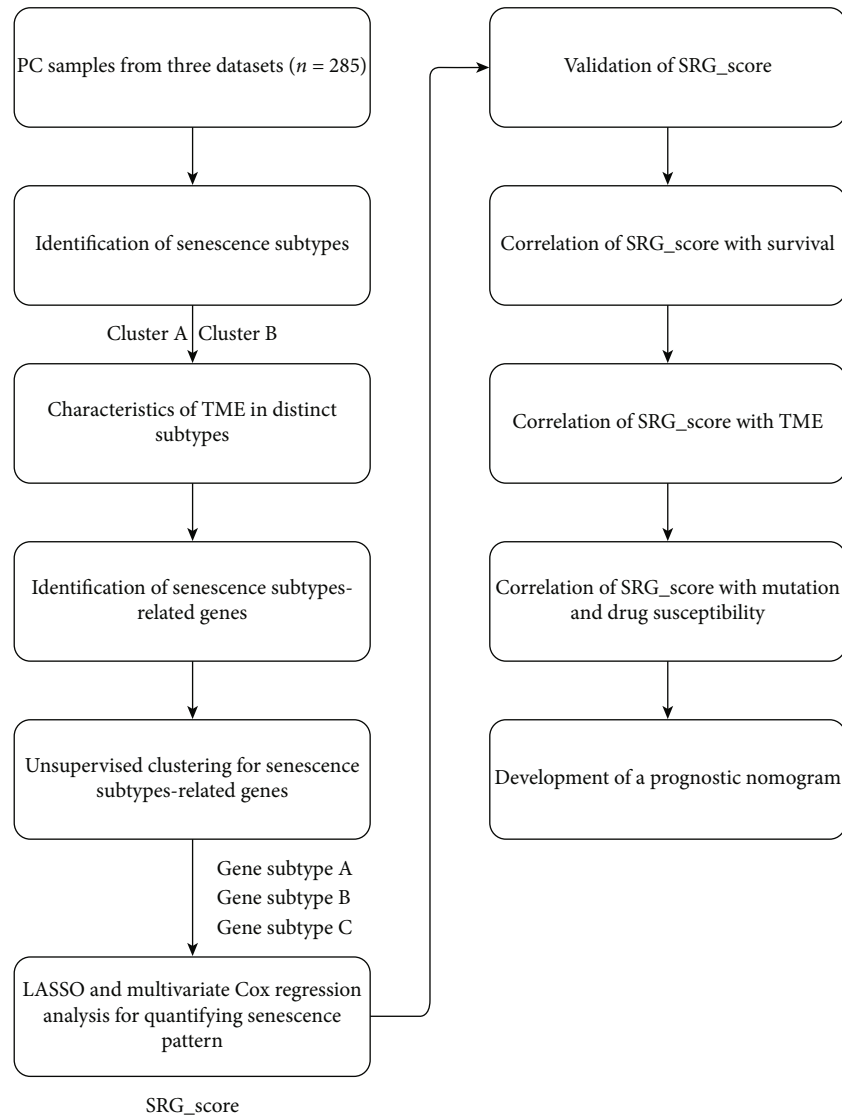 PC samples from three datasets (n = 285)
Identification of senescence subtypes
Cluster A Cluster B
Characteristics of TME in distinct
subtypes
Identification of senescence subtypes-
related genes
Unsupervised clustering for senescence
subtypes-related genes
Gene subtype A
Gene subtype B
Gene subtype C
LASSO and multivariate Cox regression
analysis for quantifying senescence
pattern
SRG_score
Validation of SRG_score
Correlation of SRG_score with survival
Correlation of SRG_score with TME
Correlation of SRG_score with mutation
and drug susceptibility
Development of a prognostic nomogram